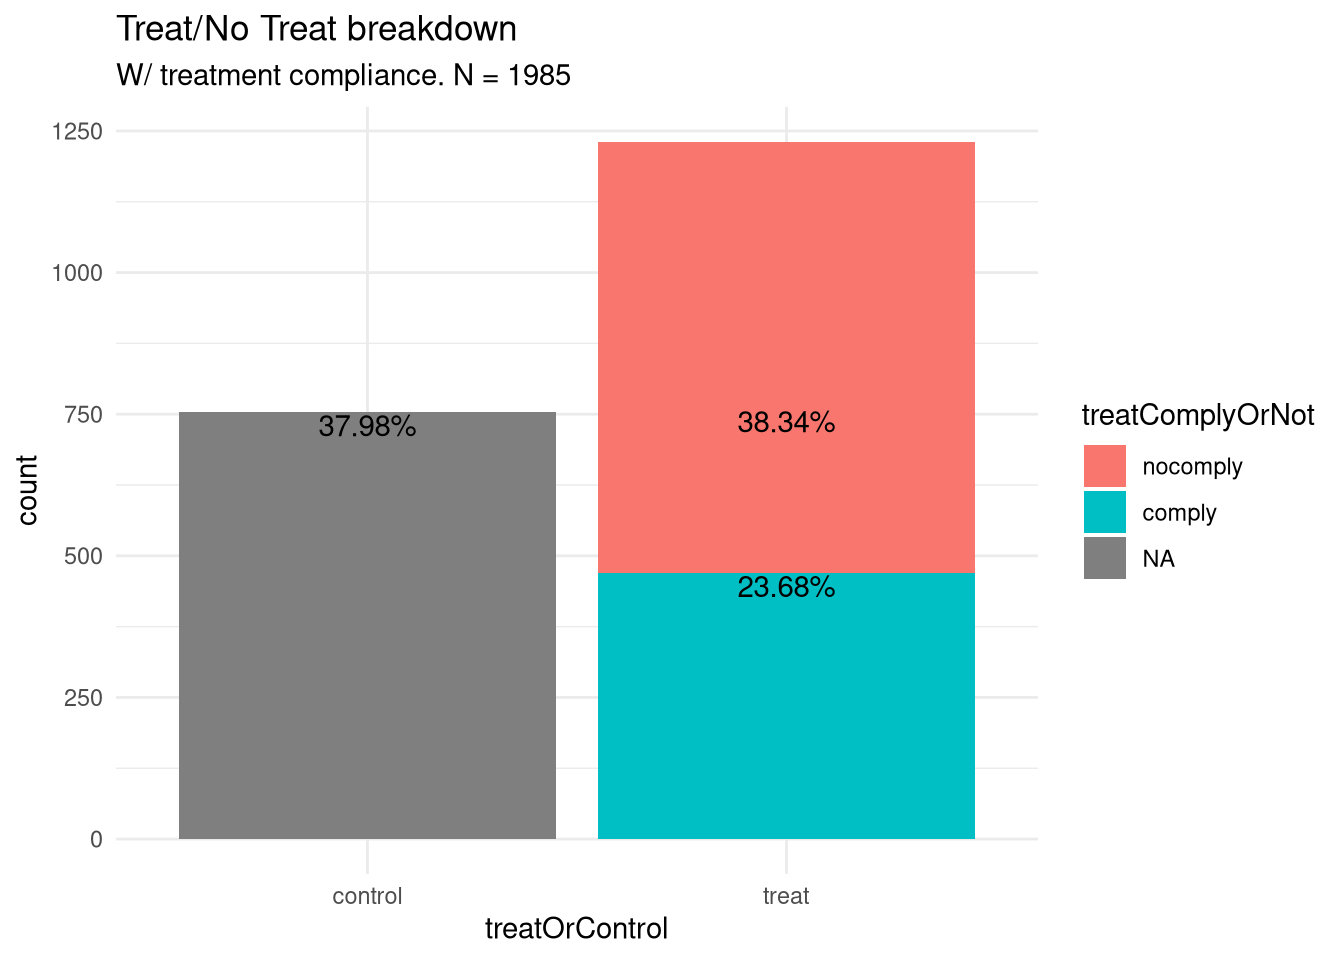 Treat/No Treat breakdown
W/ treatment compliance. N = 1985
1250
1000
750
500
250
0
count
37.98%
38.34%
23.68%
control
treat
treatOrControl
treatComplyOrNot
nocomply
comply
NA